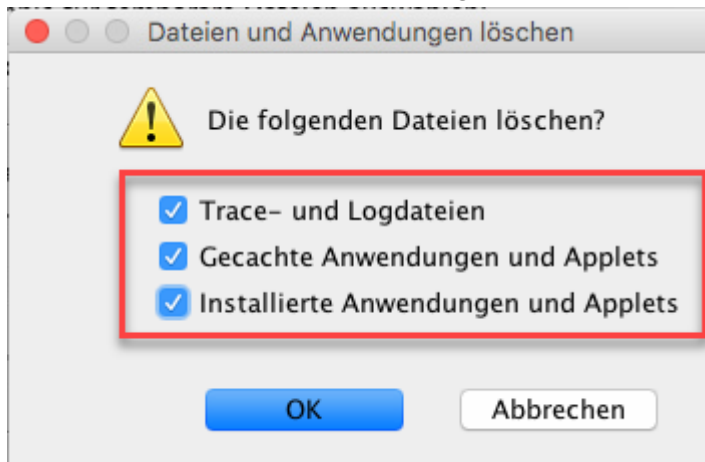 Dateien und Anwendungen löschen
Die folgenden Dateien löschen?
Trace- und Logdateien
Gecachte Anwendungen und Applets
Installierte Anwendungen und Applets
OK
Abbrechen